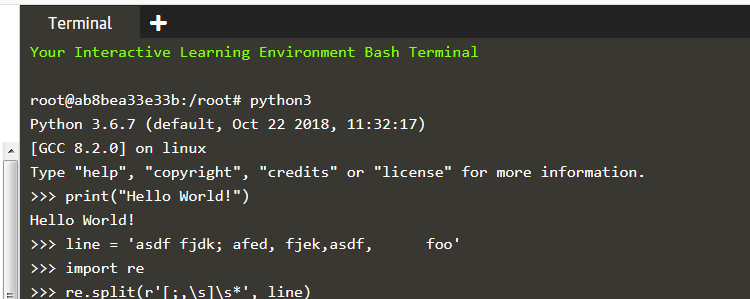 Terminal +
Your Interactive Learning Environment Bash Terminal
root@ab8bea33e33b:/root# python3
Python 3.6.7 (default, Oct 22 2018, 11:32:17)
[GCC 8.2.0] on linux
Type "help", "copyright", "credits" or "license" for more information.
>>> print("Hello World!")
Hello World!
>>> line = 'asdf fjdk; afed, fjek,asdf,      foo'
>>> import re
>>> re.split(r'[;,\s]\s*', line)